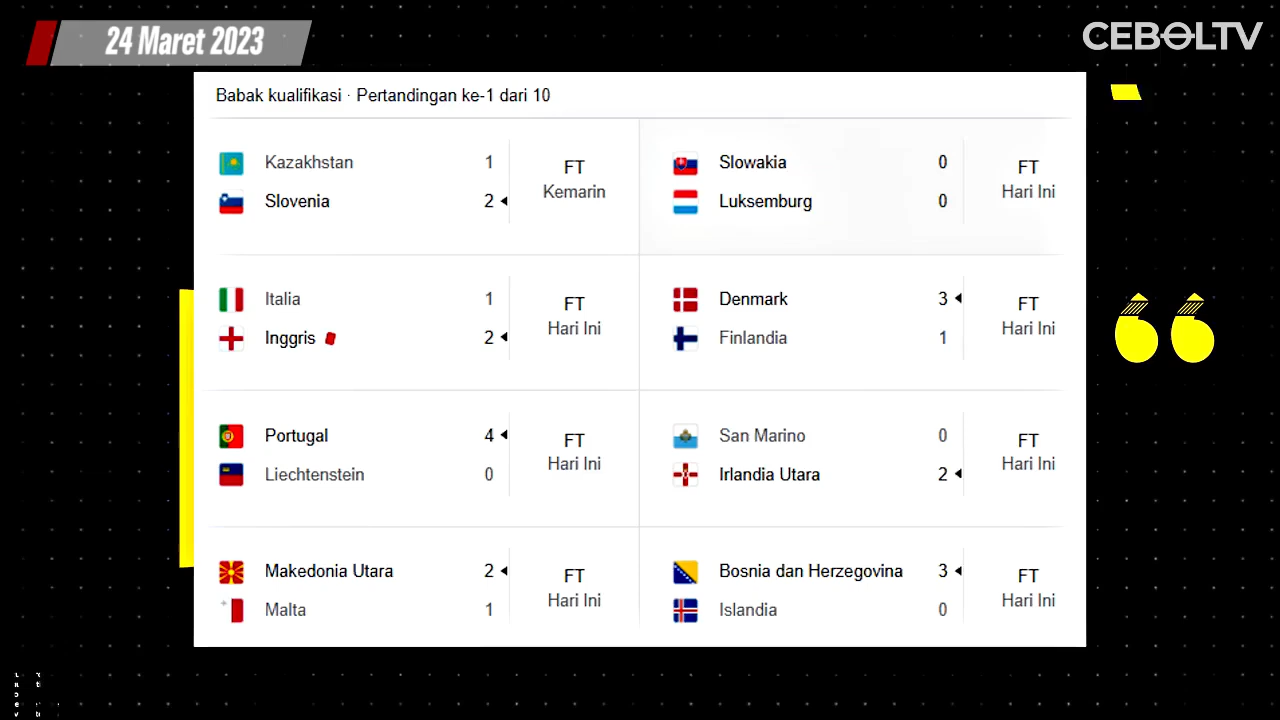 24 Maret 2023
CEBOLTV
Babak kualifikasi · Pertandingan ke-1 dari 10
Kazakhstan 1
Slovenia 2
FT
Kemarin
Slowakia 0
Luksemburg 0
FT
Hari Ini
Italia 1
Inggris 2
FT
Hari Ini
Denmark 3
Finlandia 1
FT
Hari Ini
Portugal 4
Liechtenstein 0
FT
Hari Ini
San Marino 0
Irlandia Utara 2
FT
Hari Ini
Makedonia Utara 2
Malta 1
FT
Hari Ini
Bosnia dan Herzegovina 3
Islandia 0
FT
Hari Ini